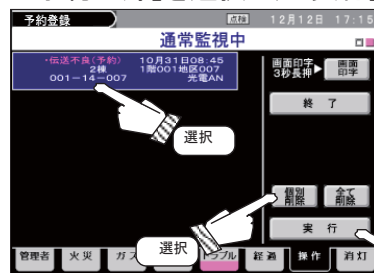 予約登録
点検 12月12日 17:15
通常監視中
・伝送不良(予約) 10月31日08:45
2棟 1階001地区007
001-14-007 光電AN
画面印字
3秒長押
画面
印字
終 了
選択
個別
削除
全て
削除
実 行
選択
管理者 火 災 ガ ラブル 経 過 操 作 消 灯